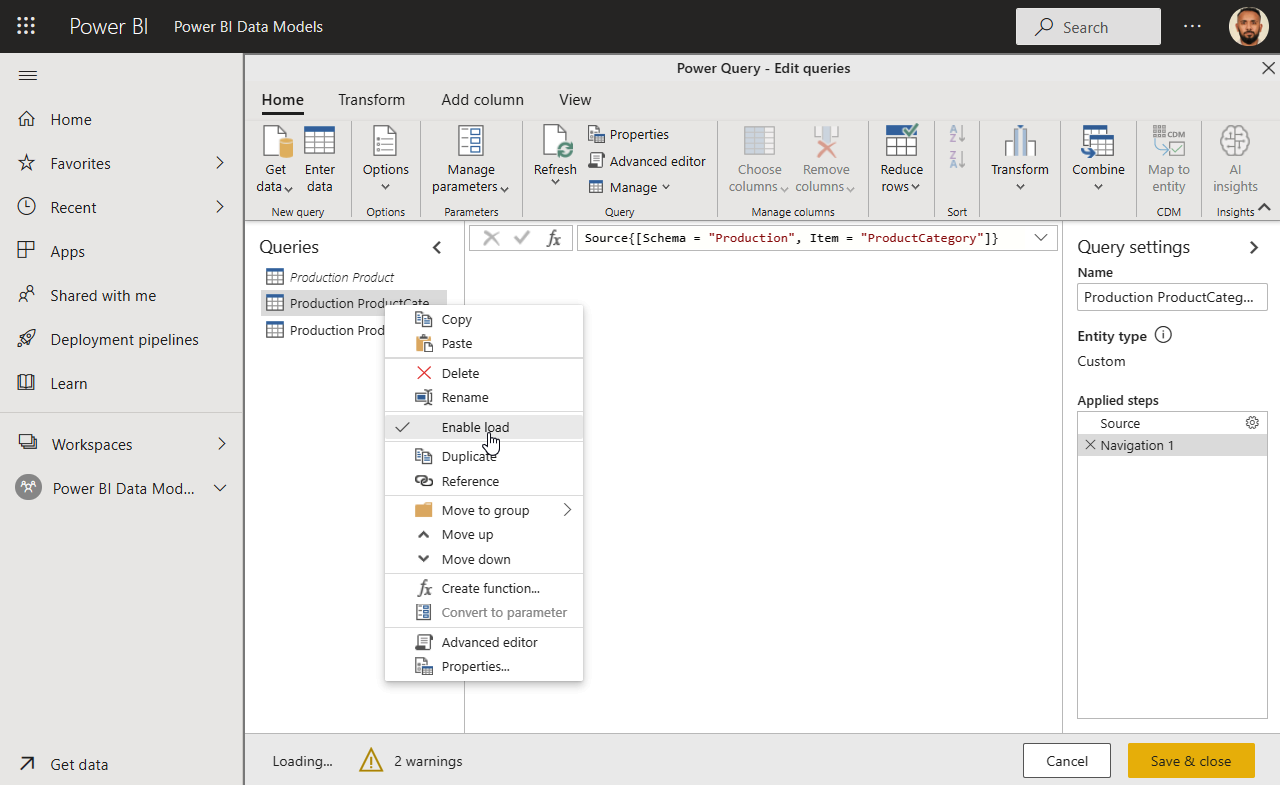 Power BI
Power BI Data Models
Search
Power Query - Edit queries
Home
Transform
Add column
View
Get data
Enter data
New query
Options
Options
Manage parameters
Parameters
Refresh
Properties
Advanced editor
Manage
Query
Choose columns
Remove columns
Manage columns
Reduce rows
A
Z
Z
A
Sort
Transform
Combine
CDM
Map to entity
CDM
AI insights
Insights
Home
Favorites
Recent
Apps
Shared with me
Deployment pipelines
Learn
Workspaces
Power BI Data Mod...
Get data
Queries
Production Product
Production ProductCate...
Production Prod
fx
Source{[Schema = "Production", Item = "ProductCategory"]}
Copy
Paste
Delete
Rename
Enable load
Duplicate
Reference
Move to group
Move up
Move down
fx Create function...
Convert to parameter
Advanced editor
Properties...
Query settings
Name
Production ProductCateg...
Entity type
Custom
Applied steps
Source
Navigation 1
Loading...
2 warnings
Cancel
Save & close